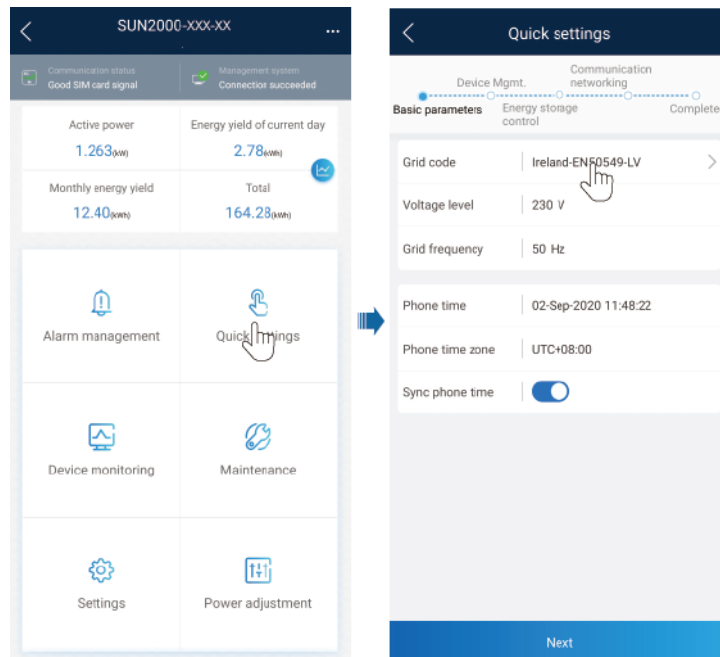 SUN2000-XXX-XX
...
Communication status
Good SIM card signal
Management system
Connection succeeded
Active power
1.263(kW)
Energy yield of current day
2.78(kWh)
Monthly energy yield
12.40(kWh)
Total
164.28(kWh)
Alarm management
Quick settings
Device monitoring
Maintenance
Settings
Power adjustment
Quick settings
Basic parameters
Device Mgmt.
Energy storage
control
Communication
networking
Complete
Grid code
Ireland-EN50549-LV
Voltage level
230 V
Grid frequency
50 Hz
Phone time
02-Sep-2020 11:48:22
Phone time zone
UTC+08:00
Sync phone time
Next